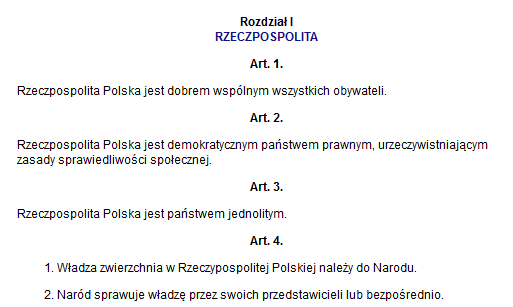 Rozdział I
RZECZPOSPOLITA
Art. 1.
Rzeczpospolita Polska jest dobrem wspólnym wszystkich obywateli.
Art. 2.
Rzeczpospolita Polska jest demokratycznym państwem prawnym, urzeczywistniającym
zasady sprawiedliwości społecznej.
Art. 3.
Rzeczpospolita Polska jest państwem jednolitym.
Art. 4.
1. Władza zwierzchnia w Rzeczypospolitej Polskiej należy do Narodu.
2. Naród sprawuje władzę przez swoich przedstawicieli lub bezpośrednio.